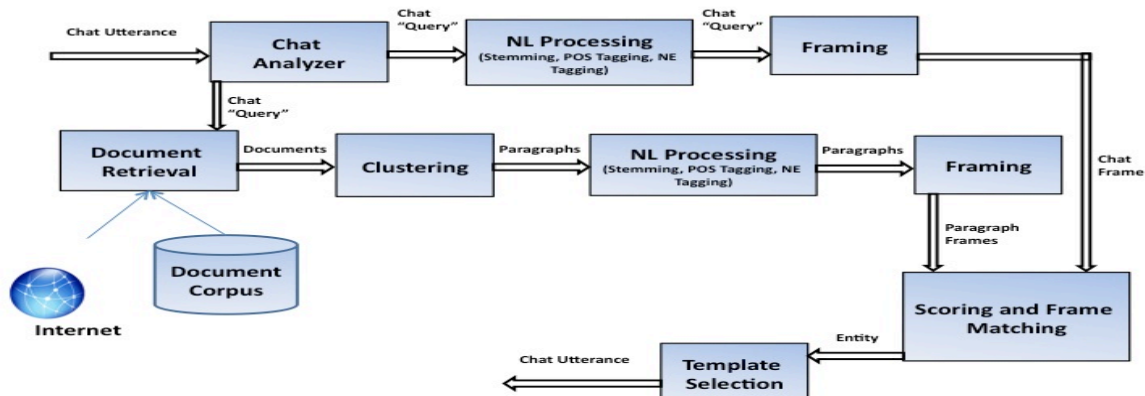 Chat Utterance
Chat
Analyzer
Chat
“Query”
NL Processing
(Stemming, POS Tagging, NE
Tagging)
Chat
“Query”
Framing
Chat
“Query”
Document
Retrieval
Documents
Clustering
Paragraphs
NL Processing
(Stemming, POS Tagging, NE
Tagging)
Paragraphs
Framing
Chat
Frame
Paragraph
Frames
Document
Corpus
Internet
Scoring and Frame
Matching
Entity
Template
Selection
Chat Utterance